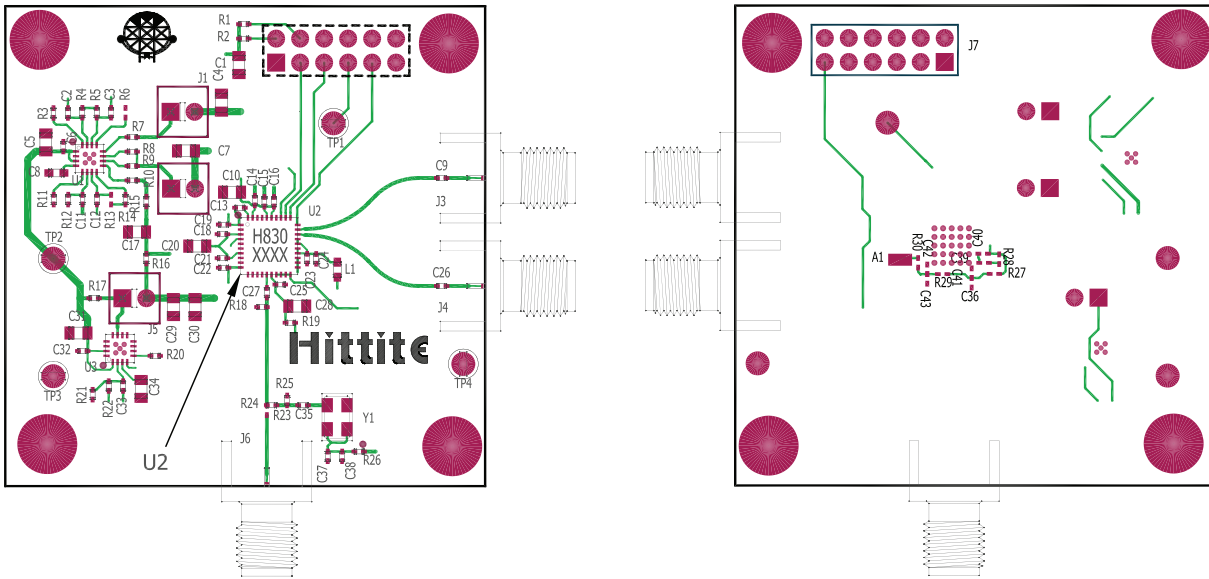 R1
R2
C1
C4
J1
R3
C2
R4
R5
C3
R6
C5
C6
R7
R8
R9
R10
C8
U1
C7
TP1
R11
R12
C11
C12
R13
R14
R15
C10
C13
C14
C15
C16
U2
C9
J3
C17
C19
C18
C20
H830
XXXX
TP2
R16
C21
C22
L1
C26
J4
R17
C27
C25
R18
C28
R19
J5
C29
C30
Hittite
C32
U3
R20
TP3
R21
R22
C33
C34
TP4
R24
R25
R23
C35
Y1
U2
J6
C37
C38
R26
J7
A1
R30
C42
C40
R28
R29
C41
R27
C43
C36